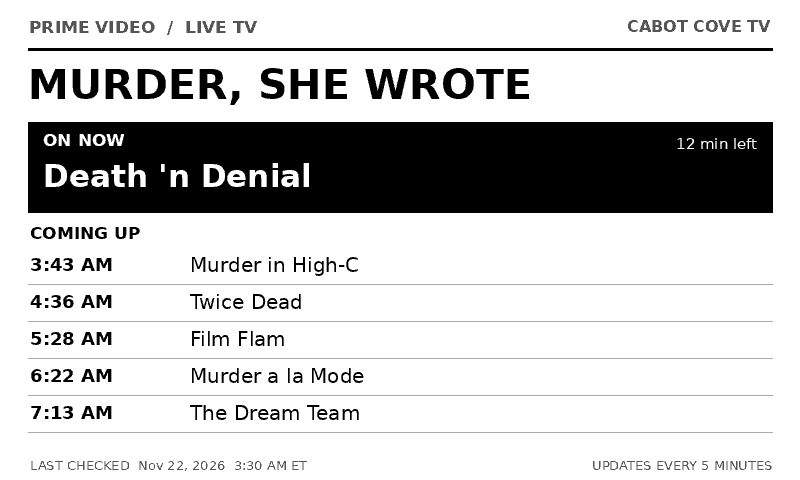 PRIME VIDEO / LIVE TV
CABOT COVE TV
MURDER, SHE WROTE
ON NOW
12 min left
Death 'n Denial
COMING UP
3:43 AM Murder in High-C
4:36 AM Twice Dead
5:28 AM Film Flam
6:22 AM Murder a la Mode
7:13 AM The Dream Team
LAST CHECKED Nov 22, 2026 3:30 AM ET
UPDATES EVERY 5 MINUTES